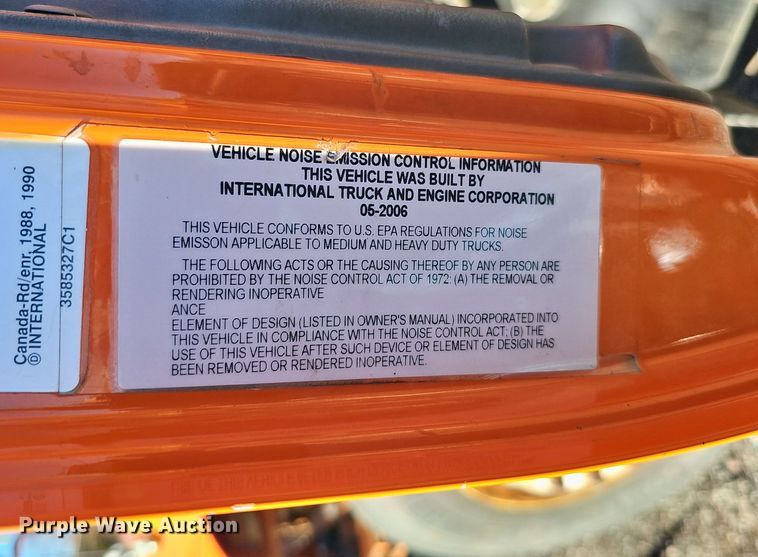 Canada-Rd/enr, 1988, 1990
© INTERNATIONAL
3585327C1
VEHICLE NOISE EMISSION CONTROL INFORMATION
THIS VEHICLE WAS BUILT BY
INTERNATIONAL TRUCK AND ENGINE CORPORATION
05-2006
THIS VEHICLE CONFORMS TO U.S. EPA REGULATIONS FOR NOISE
EMISSON APPLICABLE TO MEDIUM AND HEAVY DUTY TRUCKS.
THE FOLLOWING ACTS OR THE CAUSING THEREOF BY ANY PERSON ARE
PROHIBITED BY THE NOISE CONTROL ACT OF 1972: (A) THE REMOVAL OR
RENDERING INOPERATIVE
ANCE
ELEMENT OF DESIGN (LISTED IN OWNER'S MANUAL) INCORPORATED INTO
THIS VEHICLE IN COMPLIANCE WITH THE NOISE CONTROL ACT; (B) THE
USE OF THIS VEHICLE AFTER SUCH DEVICE OR ELEMENT OF DESIGN HAS
BEEN REMOVED OR RENDERED INOPERATIVE.
Purple Wave Auction